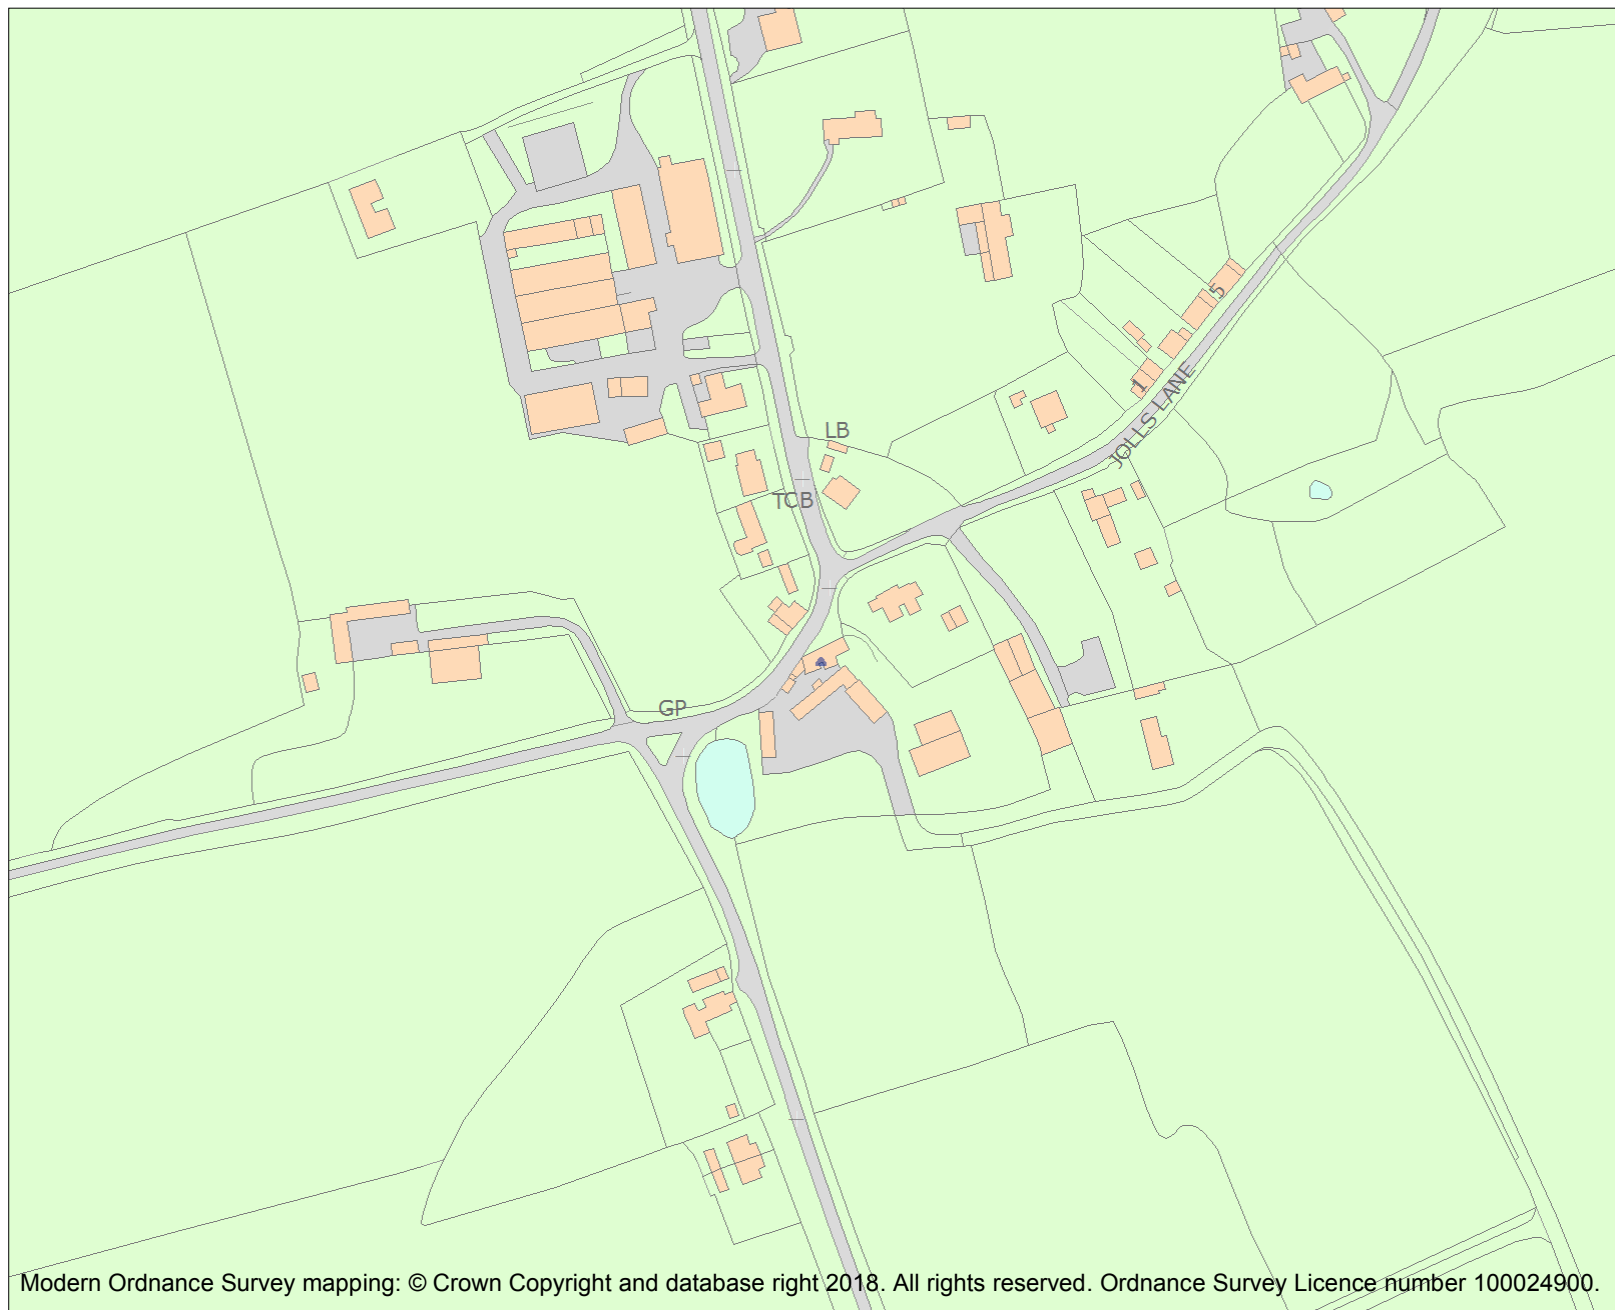 5
1
JOLLS LANE
LB
TCB
GP
Modern Ordnance Survey mapping: © Crown Copyright and database right 2018. All rights reserved. Ordnance Survey Licence number 100024900.